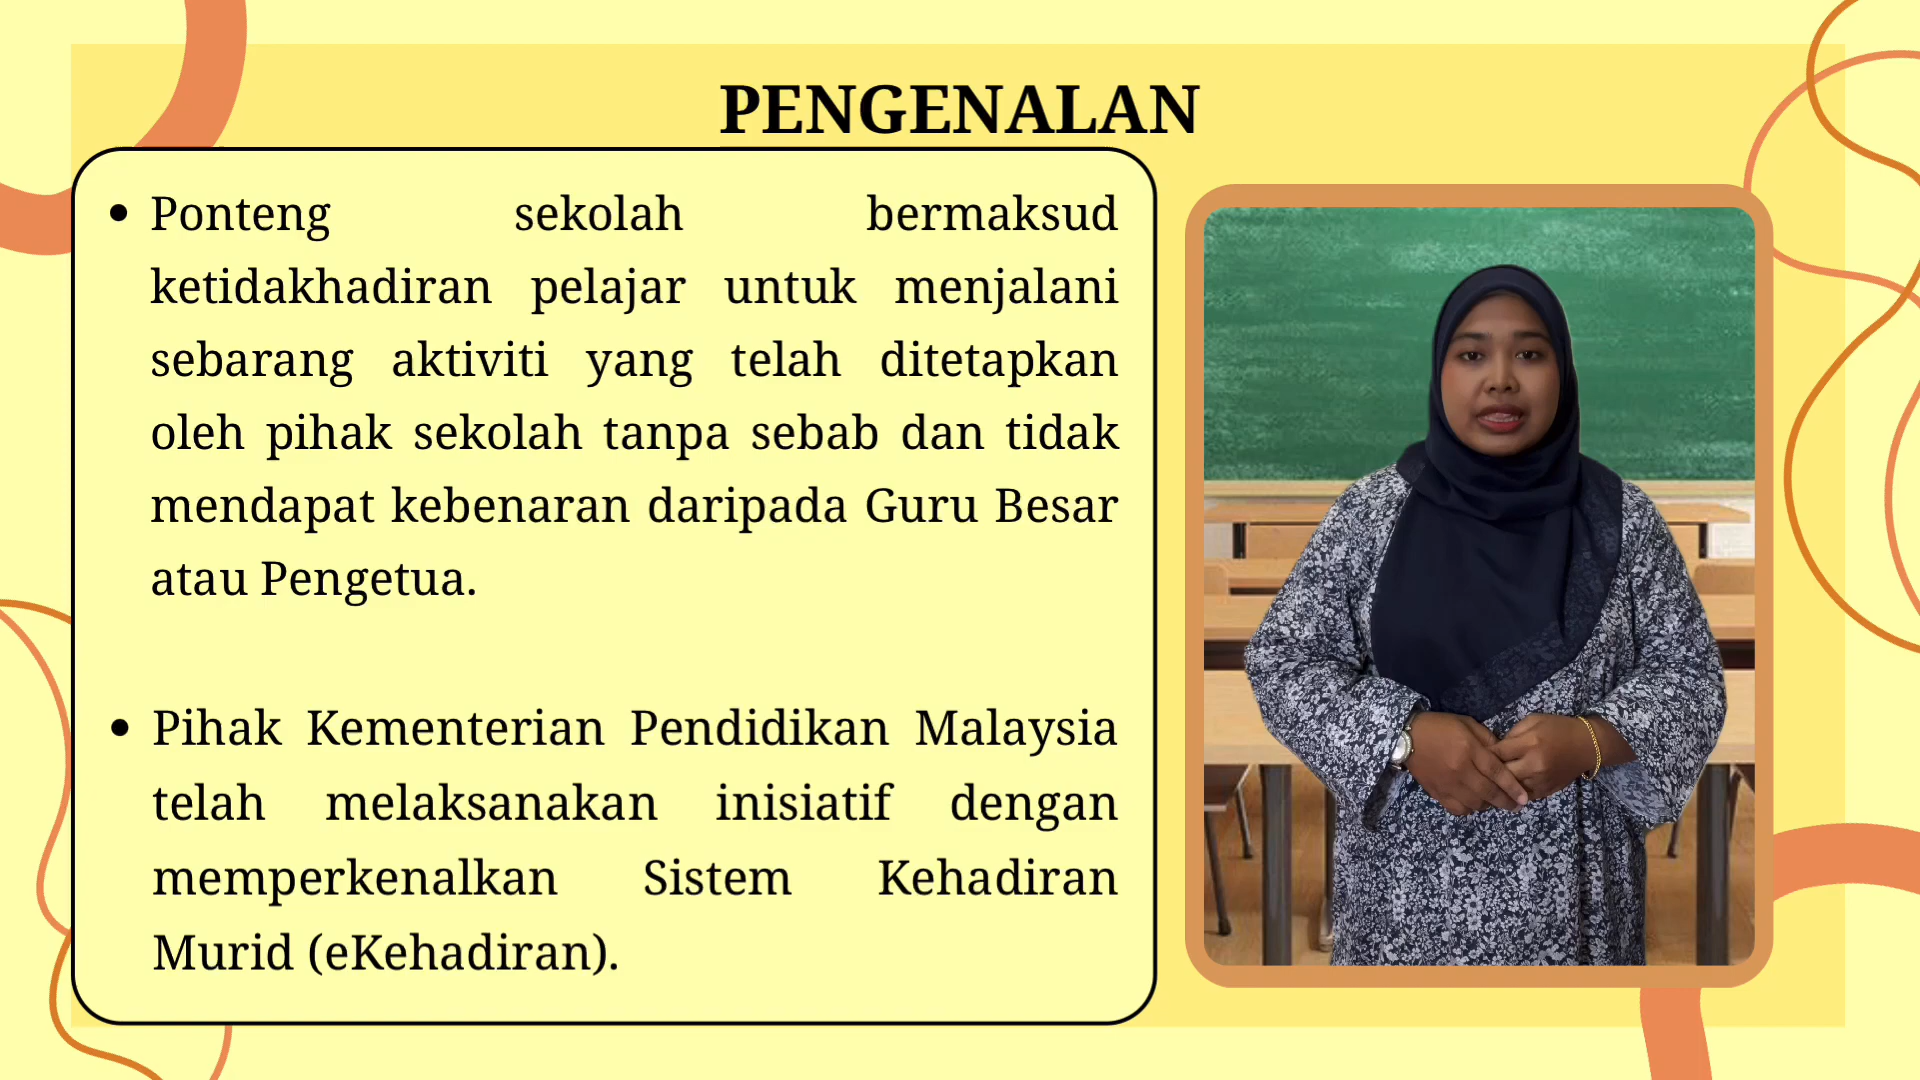 PENGENALAN
• Ponteng sekolah bermaksud
ketidakhadiran pelajar untuk menjalani
sebarang aktiviti yang telah ditetapkan
oleh pihak sekolah tanpa sebab dan tidak
mendapat kebenaran daripada Guru Besar
atau Pengetua.
• Pihak Kementerian Pendidikan Malaysia
telah melaksanakan inisiatif dengan
memperkenalkan Sistem Kehadiran
Murid (eKehadiran).